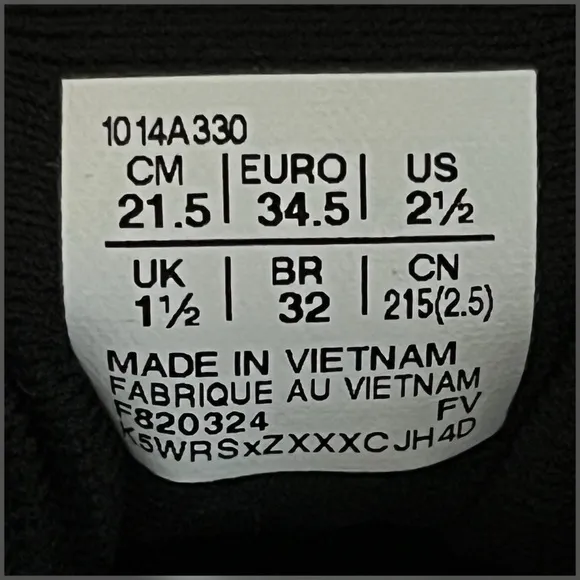 1014A330
CM | EURO | US
21.5 | 34.5 | 2½
UK | BR | CN
1½ | 32 | 215(2.5)
MADE IN VIETNAM
FABRIQUE AU VIETNAM
F820324 FV
K5WRSxZXXXCJH4D